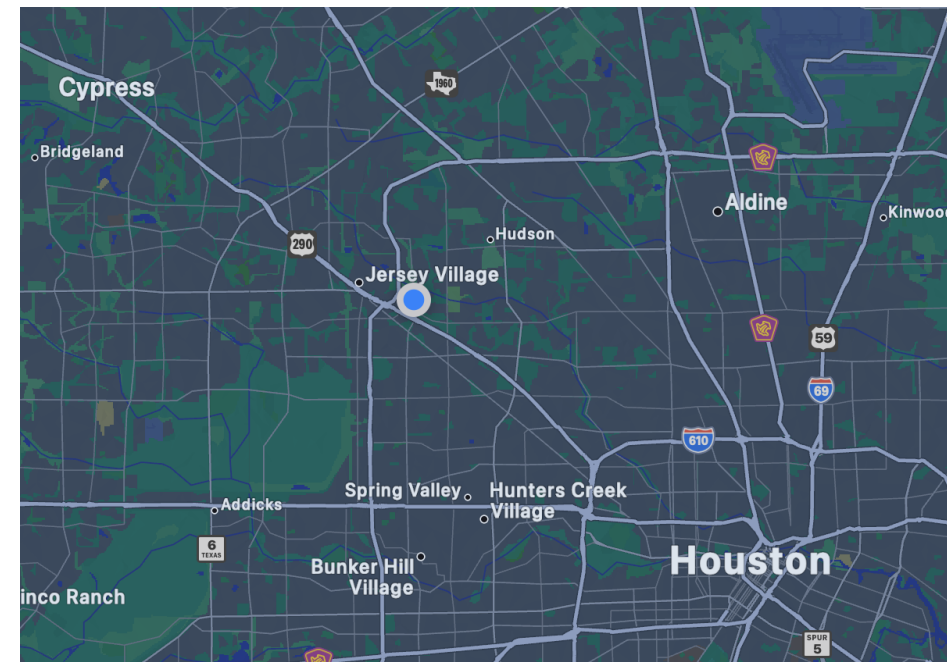 1960
Cypress
Bridgeland
Aldine
Kinwoo
Hudson
290
Jersey Village
59
69
610
Spring Valley
Hunters Creek
Village
Addicks
6
TEXAS
Bunker Hill
Village
Houston
inco Ranch
SPUR
5